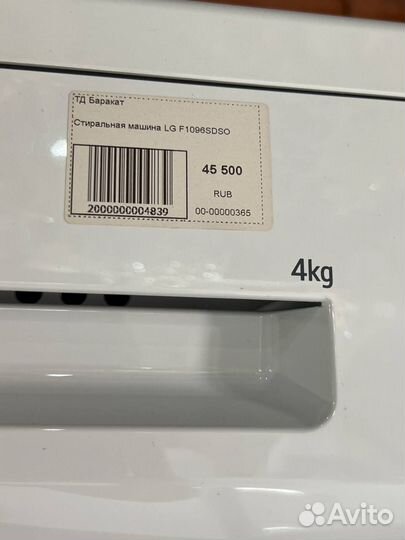 ТД Баракат
Стиральная машина LG F1096SDSO
45 500
RUB
2000000004839
00-00000365
4kg
Avito